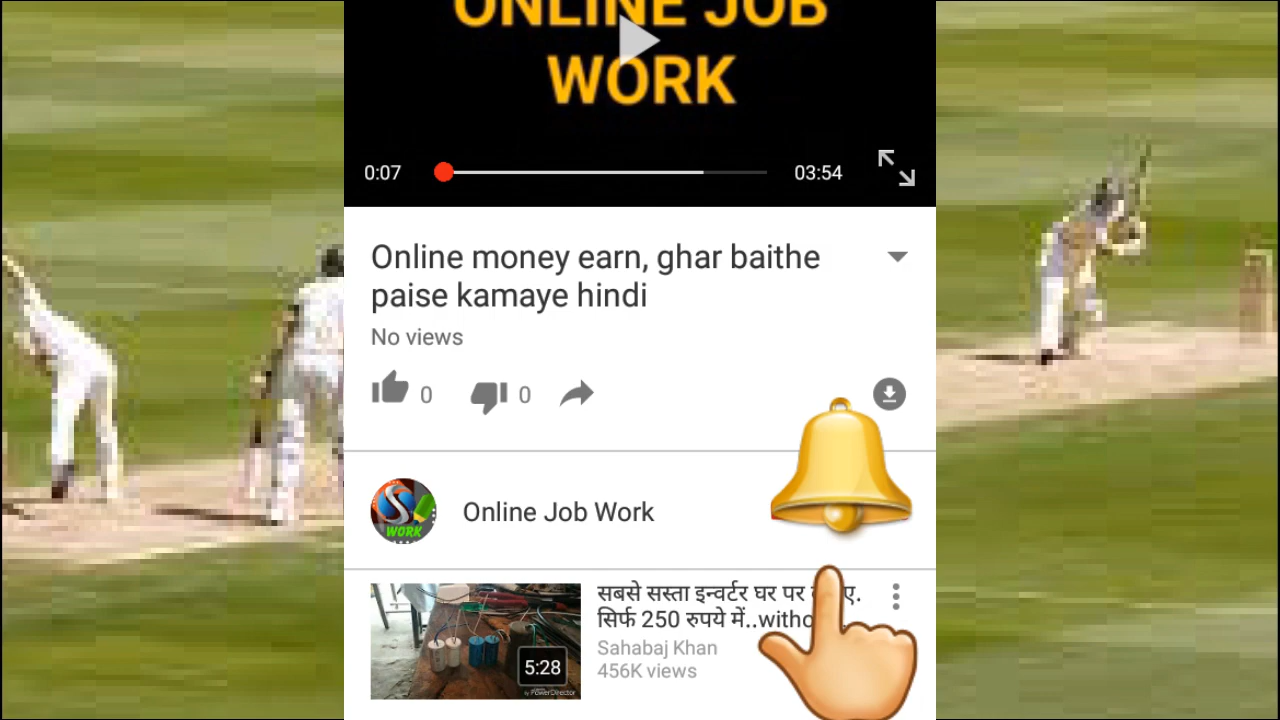 ONLINE JOB
WORK
0:07
03:54
Online money earn, ghar baithe
paise kamaye hindi
No views
0
0
WORK
Online Job Work
सबसे सस्ता इन्वर्टर घर पर
सिर्फ 250 रुपये में..witho
Sahabaj Khan
456K views
5:28
by PowerDirector